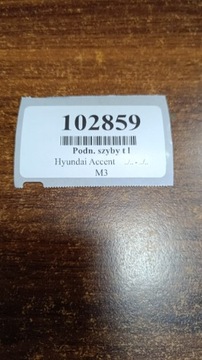 102859
Podn. szyby t l
Hyundai Accent
M3